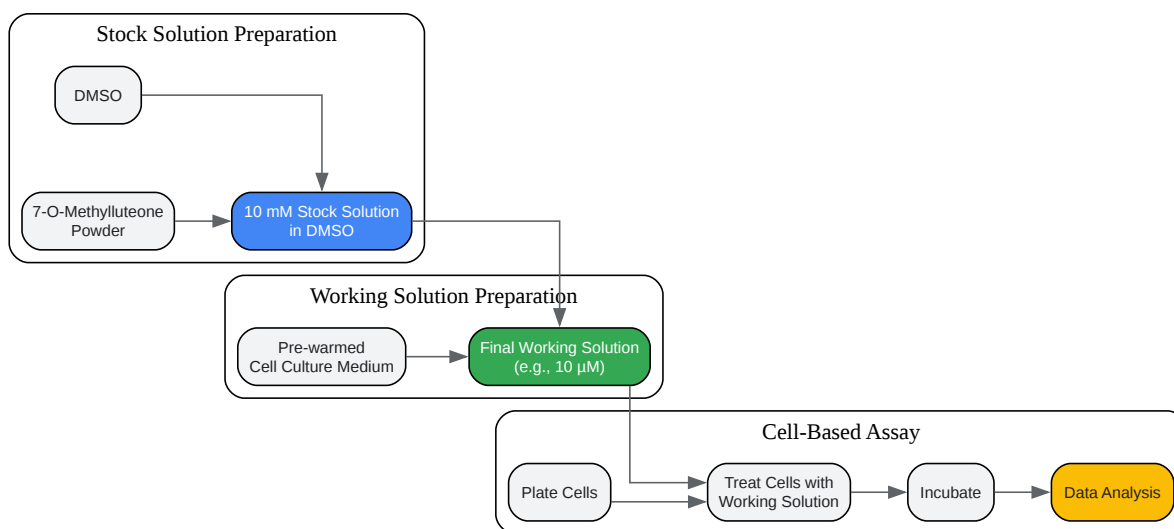 Stock Solution Preparation
DMSO
7-O-Methylluteone
Powder
10 mM Stock Solution
in DMSO
Working Solution Preparation
Pre-warmed
Cell Culture Medium
Final Working Solution
(e.g., 10 µM)
Cell-Based Assay
Plate Cells
Treat Cells with
Working Solution
Incubate
Data Analysis